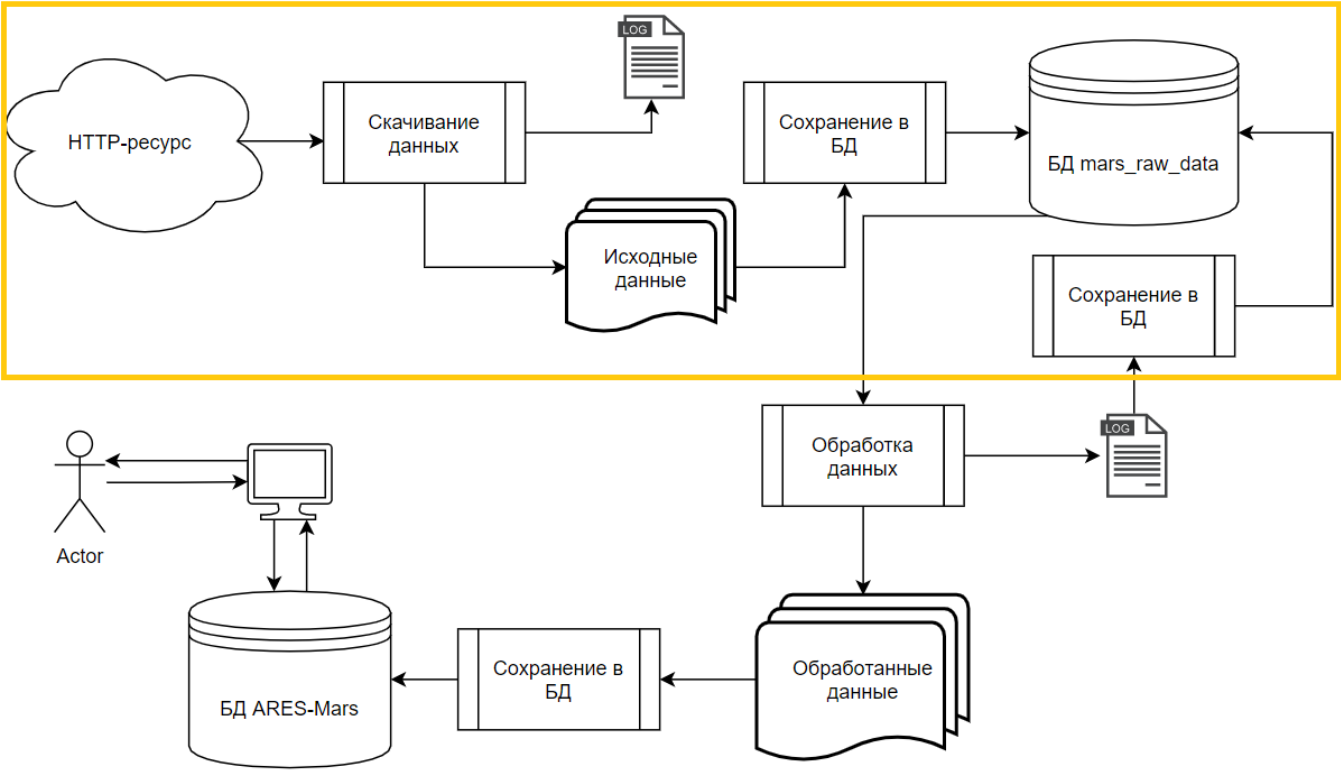 LOG
HTTP-ресурс
Скачивание
данных
Сохранение в
БД
БД mars_raw_data
Исходные
данные
Сохранение в
БД
Обработка
данных
LOG
Actor
БД ARES-Mars
Сохранение в
БД
Обработанные
данные